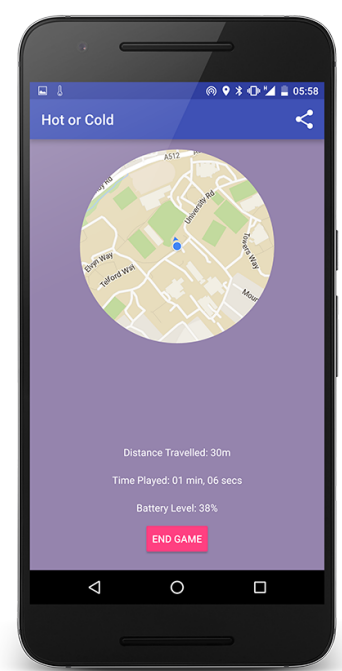 05:58
Hot or Cold
A512
University Rd
Towers Way
Elvyn Way
Telford Way
Distance Travelled: 30m
Time Played: 01 min, 06 secs
Battery Level: 38%
END GAME